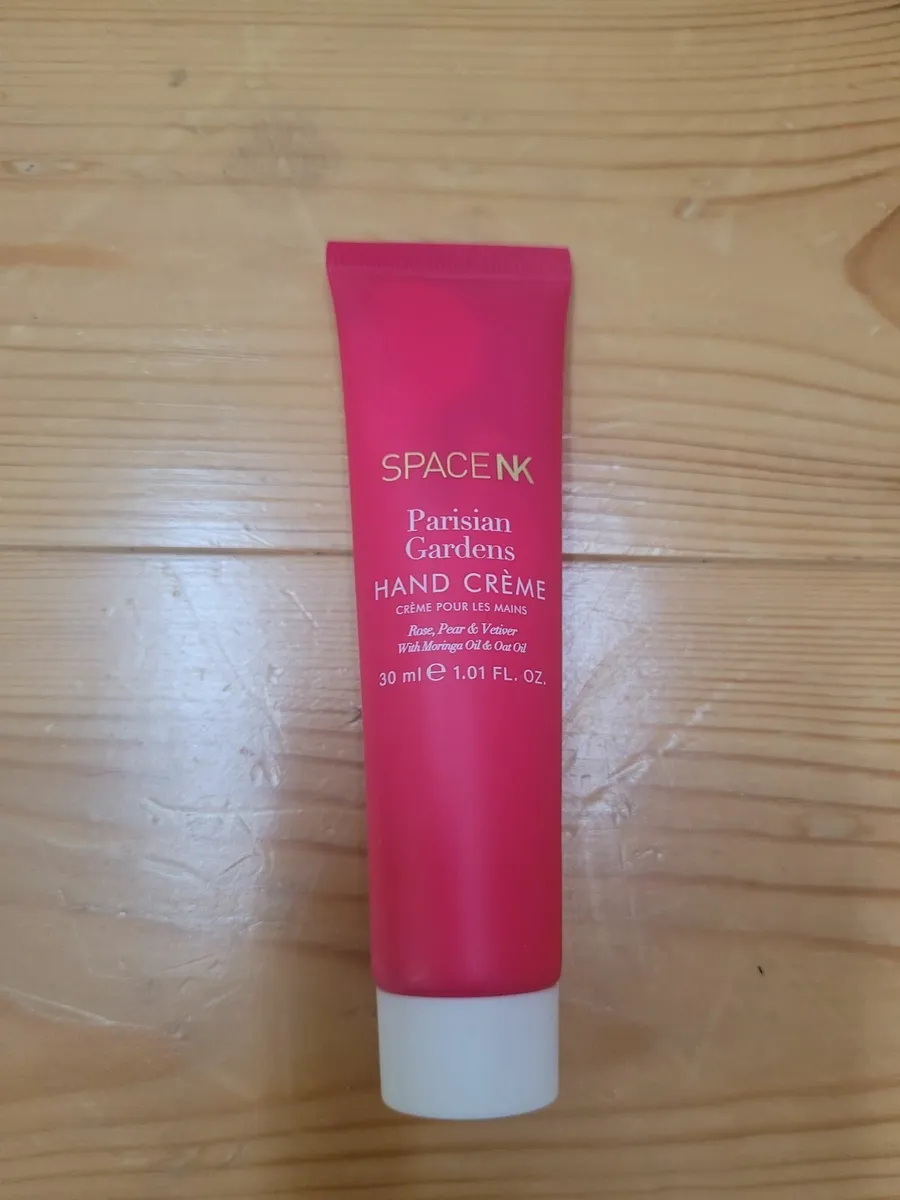 SPACENK
Parisian
Gardens
HAND CRÈME
CRÈME POUR LES MAINS
Rose, Pear & Vetiver
With Moringa Oil & Oat Oil
30 ml ℮ 1.01 FL. OZ.